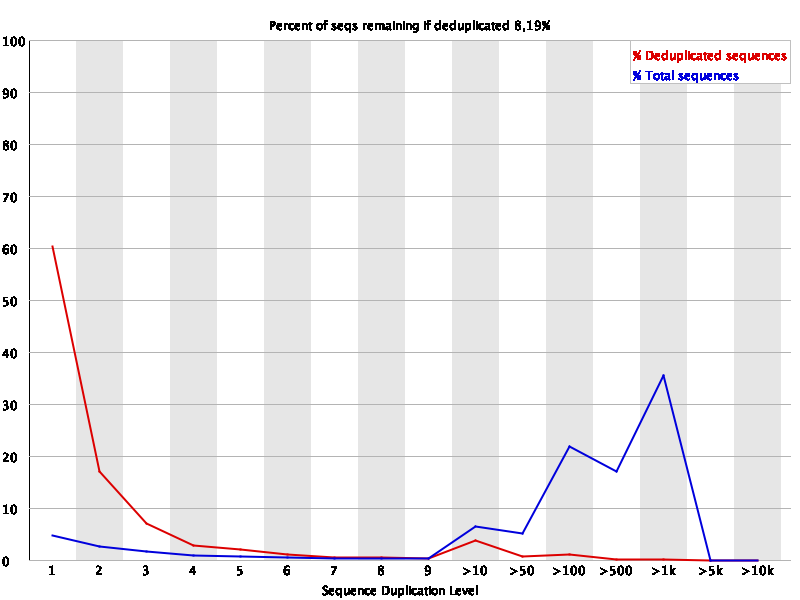 Percent of seqs remaining if deduplicated 8,19%
% Deduplicated sequences
% Total sequences
100
90
80
70
60
50
40
30
20
10
0
1 2 3 4 5 6 7 8 9 >10 >50 >100 >500 >1k >5k >10k
Sequence Duplication Level